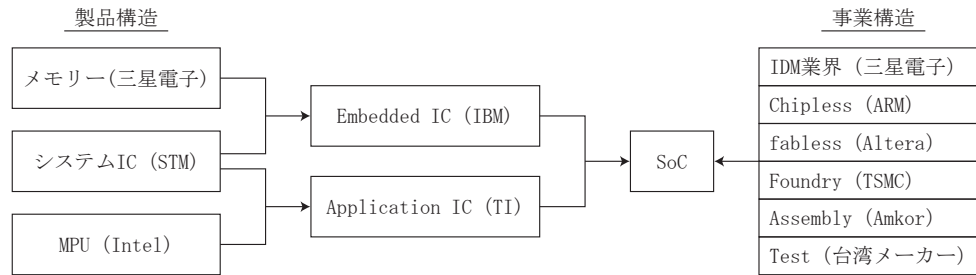 製品構造
事業構造
メモリー(三星電子)
システムIC (STM)
MPU (Intel)
Embedded IC (IBM)
Application IC (TI)
SoC
IDM業界 (三星電子)
Chipless (ARM)
fabless (Altera)
Foundry (TSMC)
Assembly (Amkor)
Test (台湾メーカー)